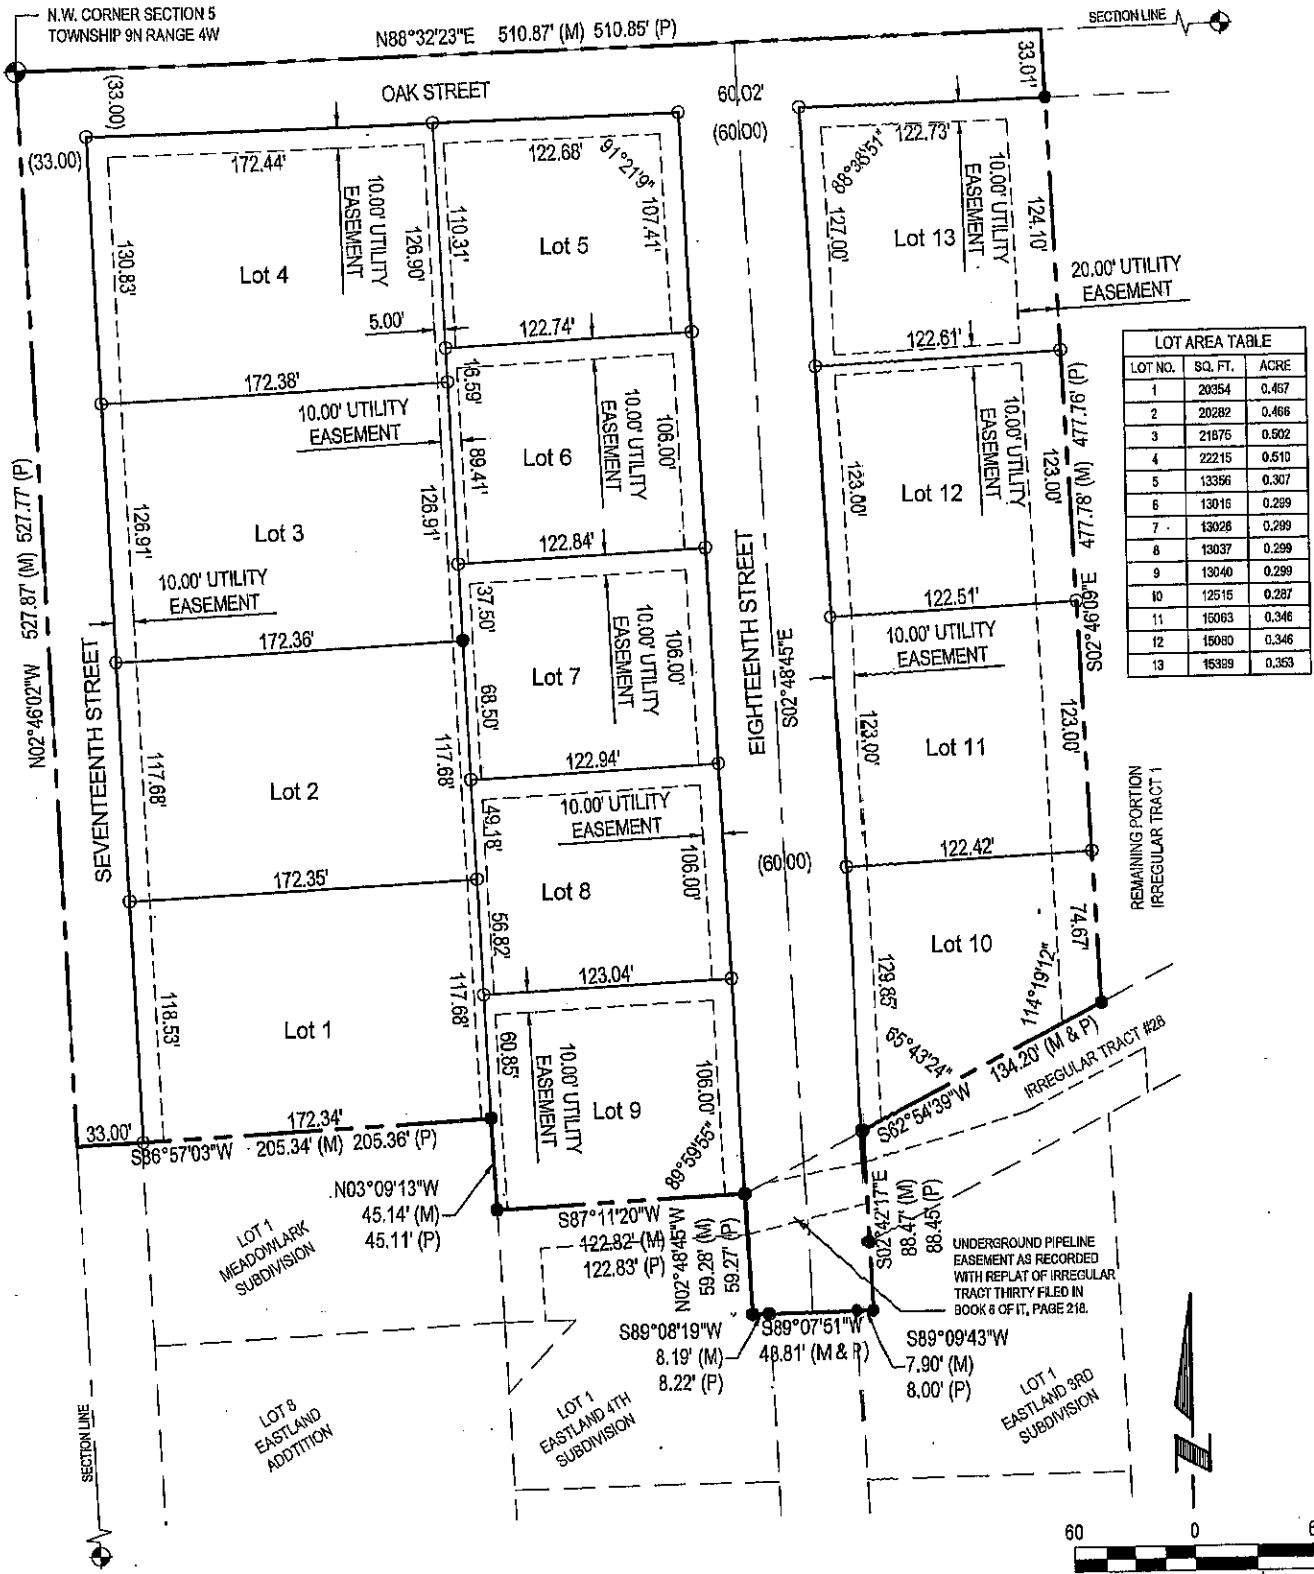 N.W. CORNER SECTION 5
TOWNSHIP 9N RANGE 4W
N88°32'23"E 510.87' (M) 510.85' (P)
SECTION LINE
33.01'
(33.00)
(33.00)
OAK STREET
60.02'
(60.00)
172.44'
122.68'
91°21'9"
122.73'
88°38'51"
130.83'
Lot 4
10.00' UTILITY
EASEMENT
126.90'
110.31'
Lot 5
107.41'
127.00'
Lot 13
10.00' UTILITY
EASEMENT
124.10'
20.00' UTILITY
EASEMENT
5.00'
122.74'
122.61'
172.38'
16.59'
10.00' UTILITY
EASEMENT
89.41'
Lot 6
10.00' UTILITY
EASEMENT
106.00'
123.00'
Lot 12
10.00' UTILITY
EASEMENT
123.00'
S02°46'09"E 477.78' (M) 477.76' (P)
LOT AREA TABLE
LOT NO. SQ. FT. ACRE
1 20354 0.467
2 20282 0.466
3 21875 0.502
4 22215 0.510
5 13356 0.307
6 13016 0.299
7 13026 0.299
8 13037 0.299
9 13040 0.299
10 12515 0.287
11 15063 0.346
12 15080 0.346
13 15399 0.353
N02°46'02"W 527.87' (M) 527.77' (P)
126.91'
Lot 3
126.91'
122.84'
10.00' UTILITY
EASEMENT
172.36'
37.50'
68.50'
Lot 7
10.00' UTILITY
EASEMENT
106.00'
122.51'
10.00' UTILITY
EASEMENT
EIGHTEENTH STREET
S02°48'45"E
SEVENTEENTH STREET
117.68'
Lot 2
117.68'
122.94'
123.00'
Lot 11
123.00'
REMAINING PORTION
IRREGULAR TRACT 1
49.18'
10.00' UTILITY
EASEMENT
(60.00)
122.42'
172.35'
Lot 8
106.00'
56.82'
123.04'
Lot 10
74.67'
129.85'
114°19'12"
65°43'24"
134.20' (M & P)
S62°54'39"W
IRREGULAR TRACT #28
118.53'
Lot 1
117.68'
60.85'
10.00' UTILITY
EASEMENT
Lot 9
106.00'
89°59'55"
33.00'
172.34'
S86°57'03"W 205.34' (M) 205.36' (P)
N03°09'13"W
45.14' (M)
45.11' (P)
S87°11'20"W
122.82' (M)
122.83' (P)
N02°48'45"W
59.28' (M)
59.27' (P)
S02°42'17"E
88.47' (M)
88.45' (P)
LOT 1
MEADOWLARK
SUBDIVISION
UNDERGROUND PIPELINE
EASEMENT AS RECORDED
WITH REPLAT OF IRREGULAR
TRACT THIRTY FILED IN
BOOK 6 OF IT, PAGE 218.
S89°08'19"W
8.19' (M)
8.22' (P)
S89°07'51"W
48.81' (M & P)
S89°09'43"W
7.90' (M)
8.00' (P)
SECTION LINE
LOT 8
EASTLAND
ADDTITION
LOT 1
EASTLAND 4TH
SUBDIVISION
LOT 1
EASTLAND 3RD
SUBDIVISION
60 0 6